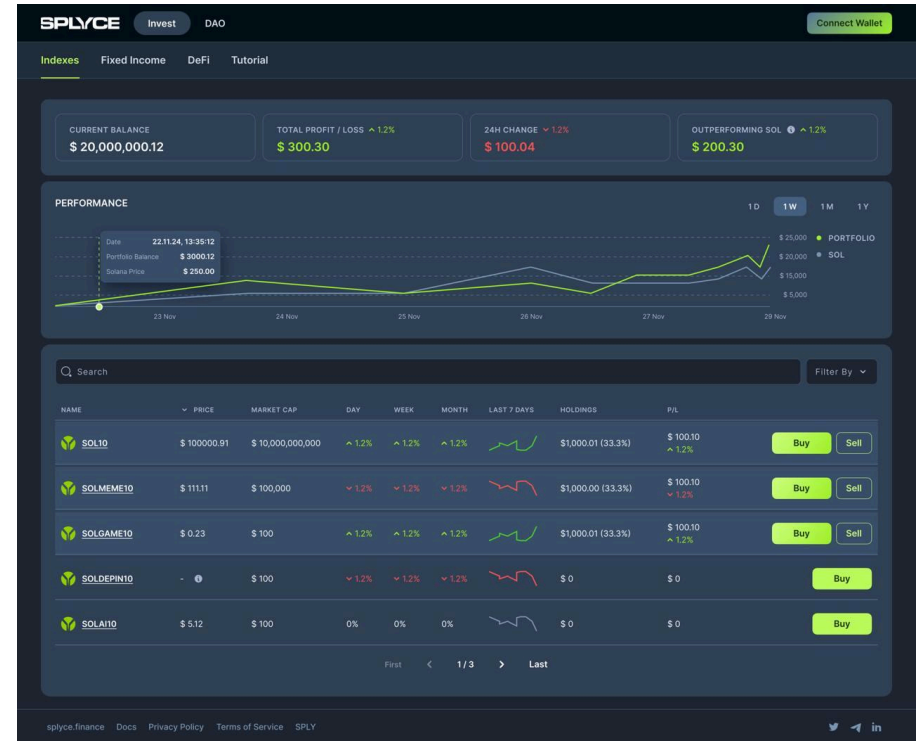 SPLYCE Invest DAO Connect Wallet
Indexes Fixed Income DeFi Tutorial
CURRENT BALANCE TOTAL PROFIT / LOSS 1.2% 24H CHANGE 1.2% OUTPERFORMING SOL 1.2%
$ 20,000,000.12 $ 300.30 $ 100.04 $ 200.30
PERFORMANCE 1 D 1 W 1 M 1 Y
Date 22.11.24, 13:35:12 $ 25,000 PORTFOLIO
Portfolio Balance $ 3000.12 $ 20,000 SOL
Solana Price $ 250.00 $ 15,000
$ 5,000
23 Nov 24 Nov 25 Nov 26 Nov 27 Nov 29 Nov
Search Filter By
NAME PRICE MARKET CAP DAY WEEK MONTH LAST 7 DAYS HOLDINGS P/L
SOL10 $ 100000.91 $ 10,000,000,000 1.2% 1.2% 1.2% $1,000.01 (33.3%) $ 100.10 Buy Sell
1.2%
SOLMEME10 $ 111.11 $ 100,000 1.2% 1.2% 1.2% $1,000.00 (33.3%) $ 100.10 Buy Sell
1.2%
SOLGAME10 $ 0.23 $ 100 1.2% 1.2% 1.2% $1,000.01 (33.3%) $ 100.10 Buy Sell
1.2%
SOLDEPIN10 - $ 100 1.2% 1.2% 1.2% $ 0 $ 0 Buy
SOLAI10 $ 5.12 $ 100 0% 0% 0% $ 0 $ 0 Buy
First 1 / 3 Last
splyce.finance Docs Privacy Policy Terms of Service SPLY